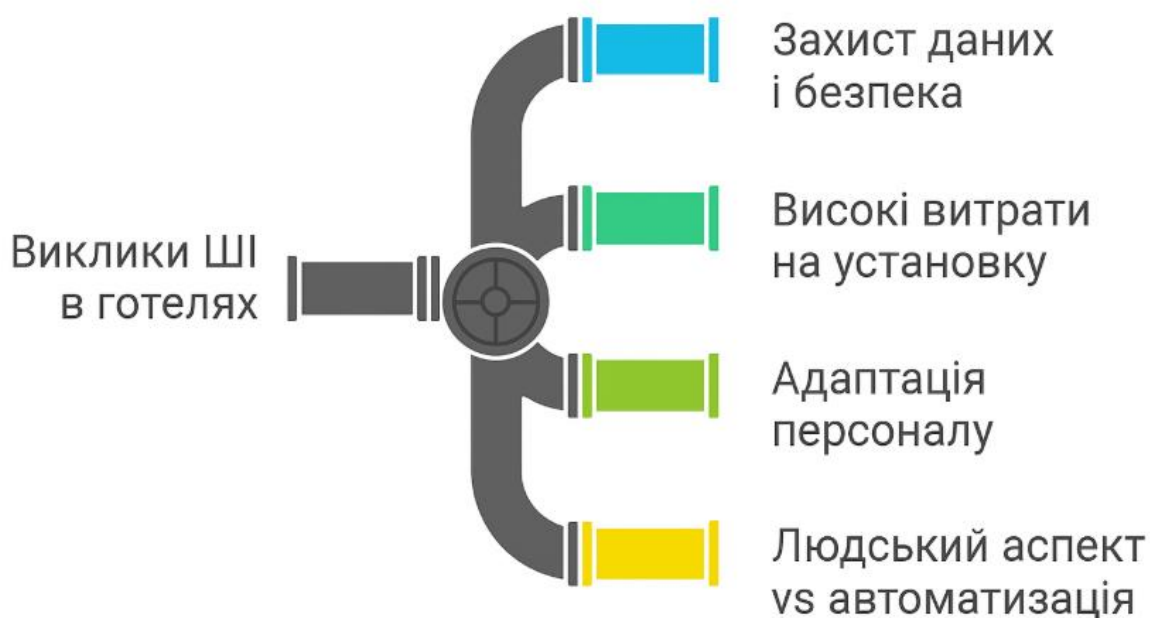 Виклики ШІ
в готелях
Захист даних
і безпека
Високі витрати
на установку
Адаптація
персоналу
Людський аспект
vs автоматизація